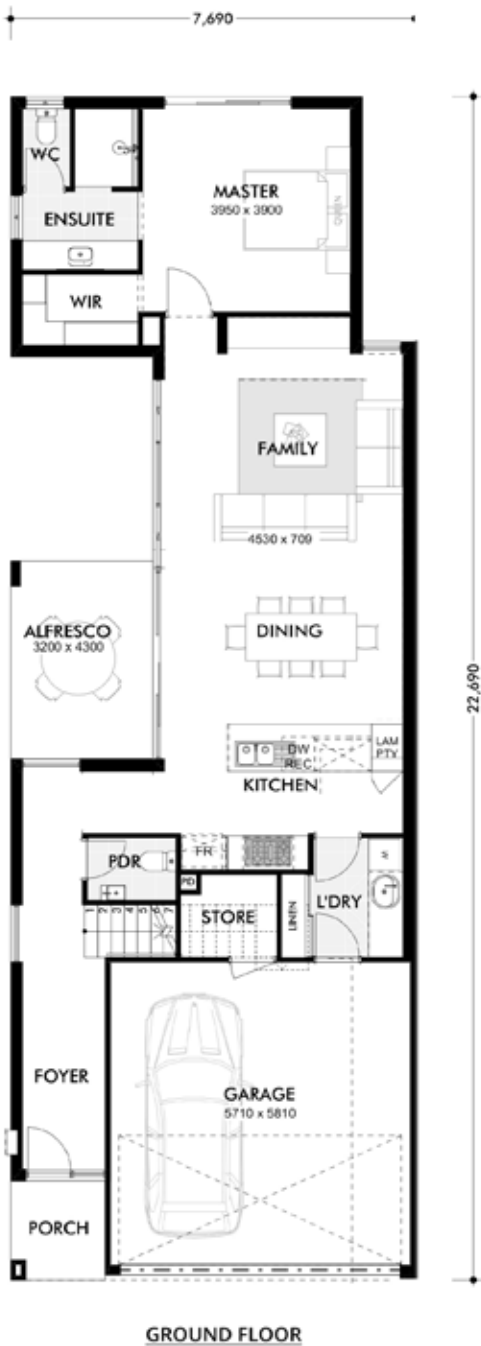 7,690
WC
MASTER
3950 x 3900
QUEEN
ENSUITE
WIR
FAMILY
4530 x 709
ALFRESCO
3200 x 4300
DINING
22,690
DW
REC
LAM
PTY
KITCHEN
PDR
FR
W
PD
1 2 3 4 5 6 7
STORE
LINEN
L'DRY
FOYER
GARAGE
5710 x 5810
PORCH
GROUND FLOOR